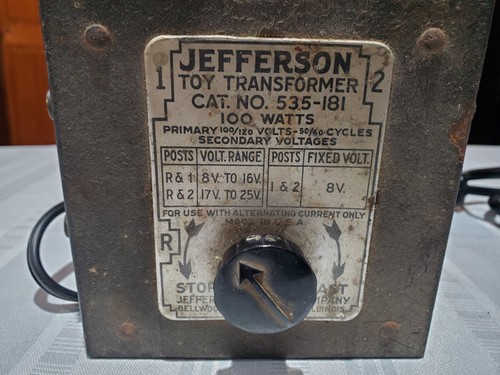 JEFFERSON
1 TOY TRANSFORMER 2
CAT. NO. 535-181
100 WATTS
PRIMARY 100/120 VOLTS-50/60 CYCLES
SECONDARY VOLTAGES
POSTS VOLT. RANGE POSTS FIXED VOLT.
R & 1 8V. TO 16V. 1 & 2 8V.
R & 2 17V. TO 25V.
FOR USE WITH ALTERNATING CURRENT ONLY
MADE IN U.S.A.
R